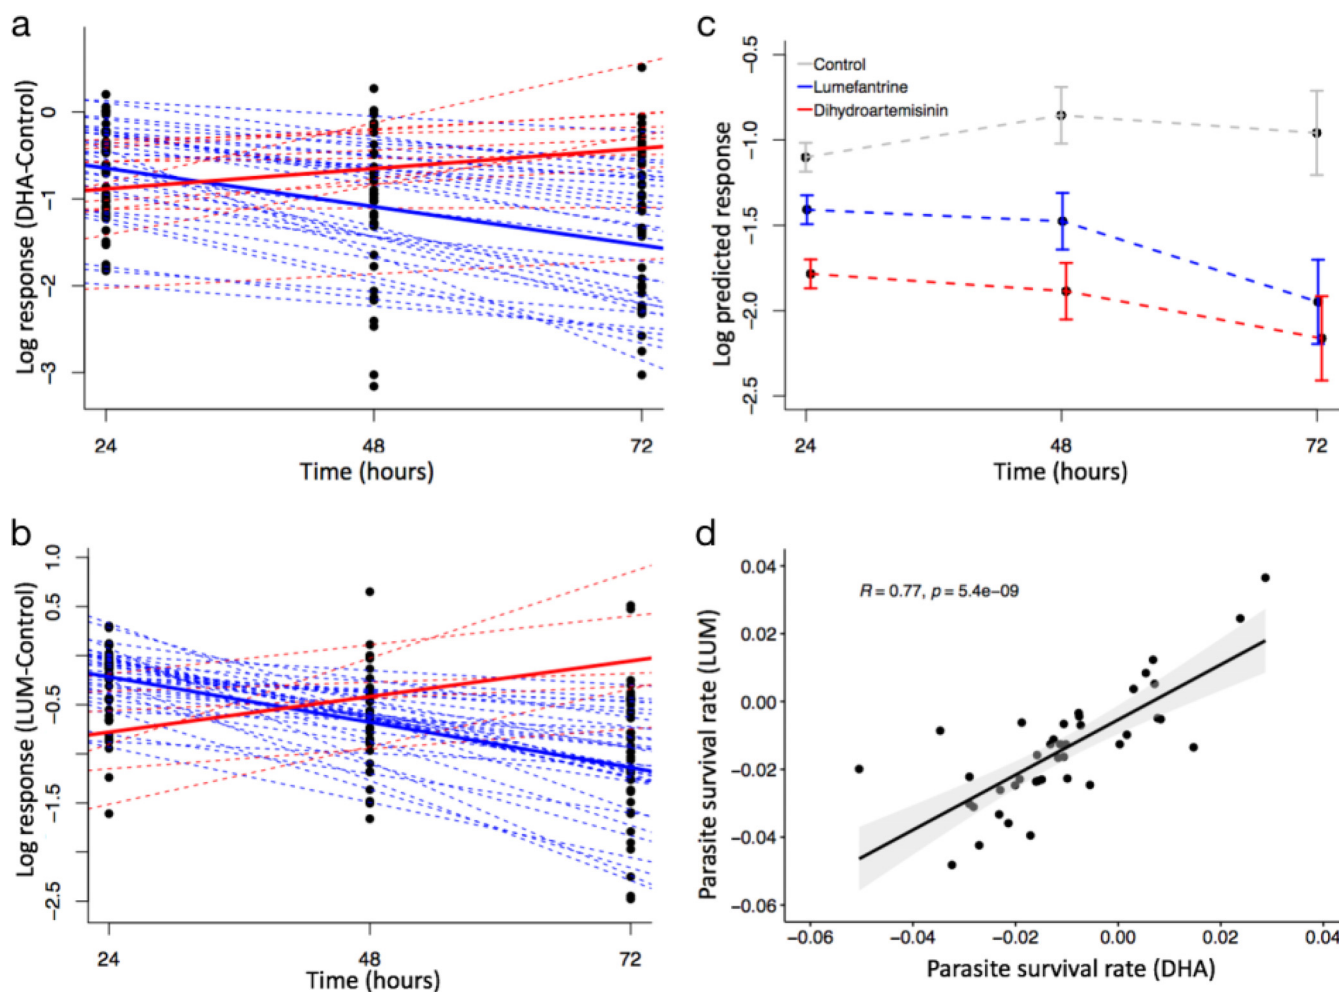 a
Log response (DHA-Control)
0
−1
−2
−3
24
48
72
Time (hours)
b
Log response (LUM-Control)
1.0
0.5
−0.5
−1.5
−2.5
24
48
72
Time (hours)
c
Log predicted response
−0.5
−1.0
−1.5
−2.0
−2.5
Control
Lumefantrine
Dihydroartemisinin
24
48
72
Time (hours)
d
Parasite survival rate (LUM)
0.04
0.02
0.00
−0.02
−0.04
−0.06
R = 0.77, p = 5.4e−09
−0.06
−0.04
−0.02
0.00
0.02
0.04
Parasite survival rate (DHA)